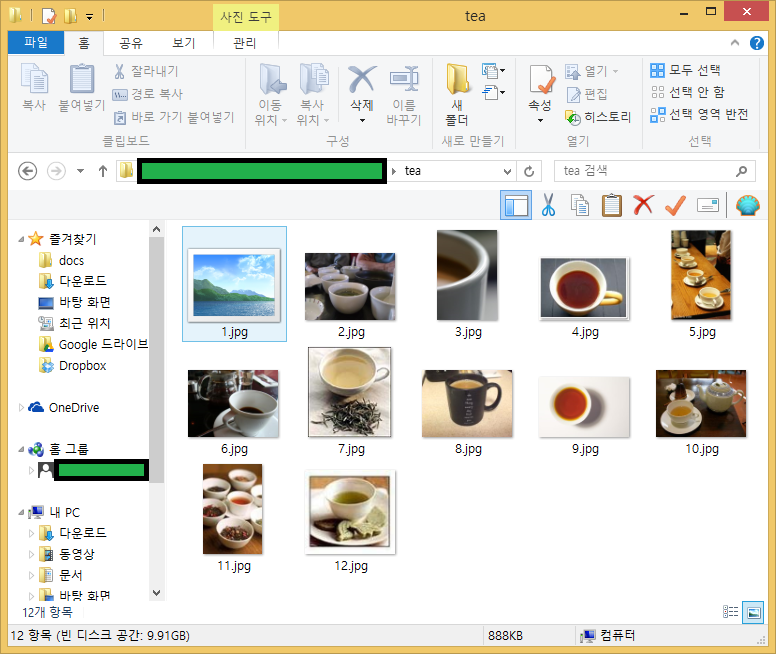 사진 도구
tea
파일
홈
공유
보기
관리
복사
붙여넣기
잘라내기
경로 복사
바로 가기 붙여넣기
클립보드
이동
위치
복사
위치
삭제
이름
바꾸기
구성
새
폴더
새로 만들기
속성
열기
편집
히스토리
열기
모두 선택
선택 안 함
선택 영역 반전
선택
tea
tea 검색
즐겨찾기
docs
다운로드
바탕 화면
최근 위치
Google 드라이브
Dropbox
OneDrive
홈 그룹
내 PC
다운로드
동영상
문서
바탕 화면
1.jpg
2.jpg
3.jpg
4.jpg
5.jpg
6.jpg
7.jpg
8.jpg
9.jpg
10.jpg
11.jpg
12.jpg
12개 항목
12 항목 (빈 디스크 공간: 9.91GB)
888KB
컴퓨터